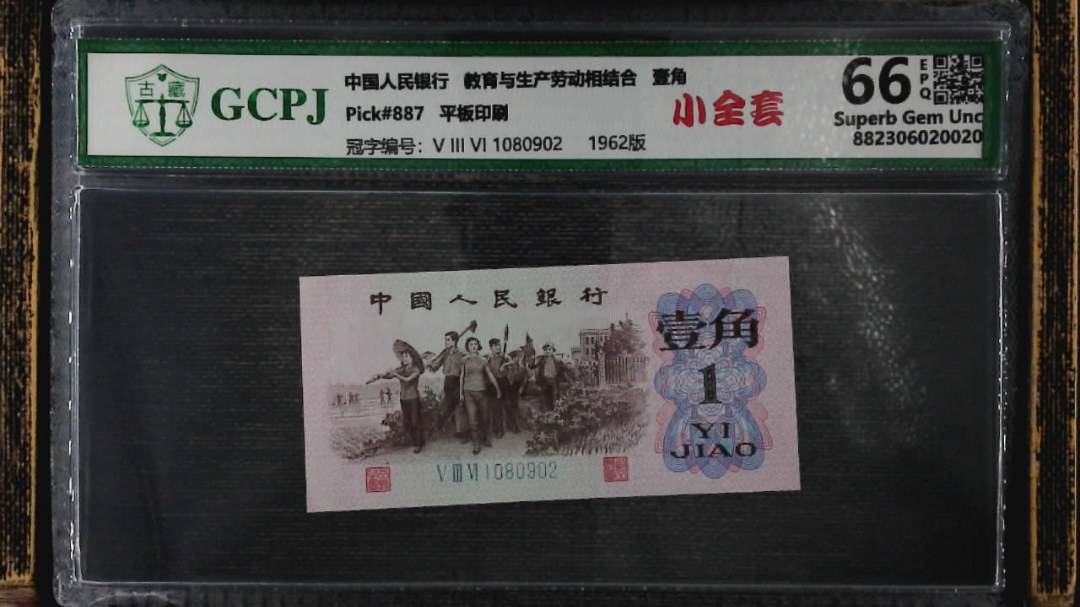 古藏
GCPJ
中国人民银行 教育与生产劳动相结合 壹角
Pick#887 平板印刷
冠字编号：V III VI 1080902 1962版
小全套
66 EPQ
Superb Gem Unc
882306020020
中國人民銀行
壹角
1
YI
JIAO
V III VI 1080902